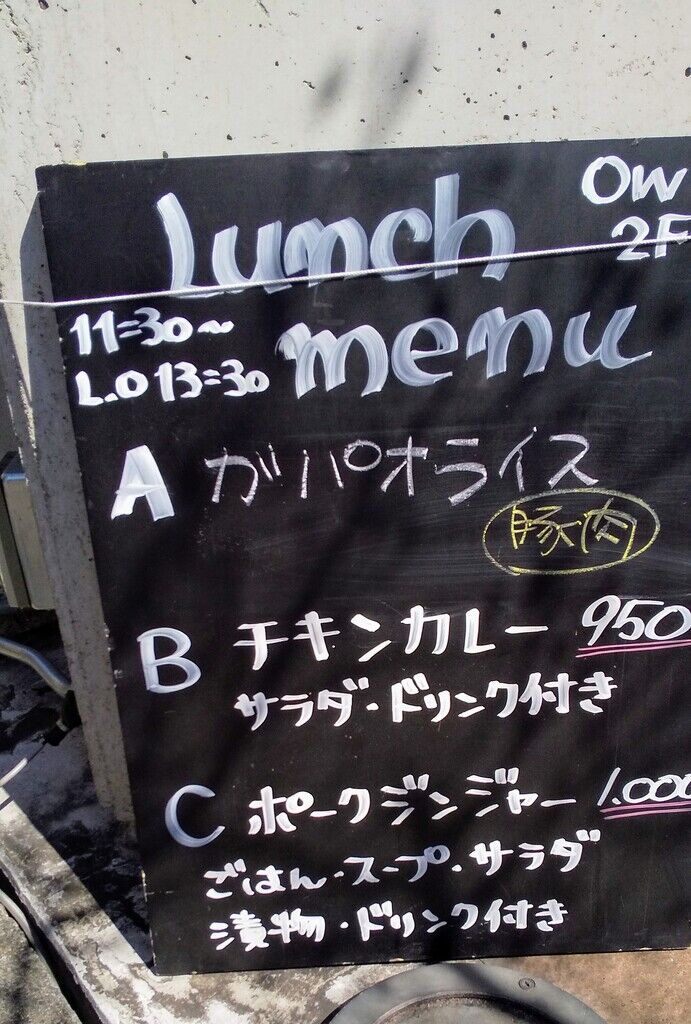 Lunch
OW
2F
menu
11=30〜
L.O 13=30
A ガパオライス
豚肉
B チキンカレー 950
サラダ・ドリンク付き
C ポークジンジャー 1.000
ごはん・スープ・サラダ
漬物・ドリンク付き